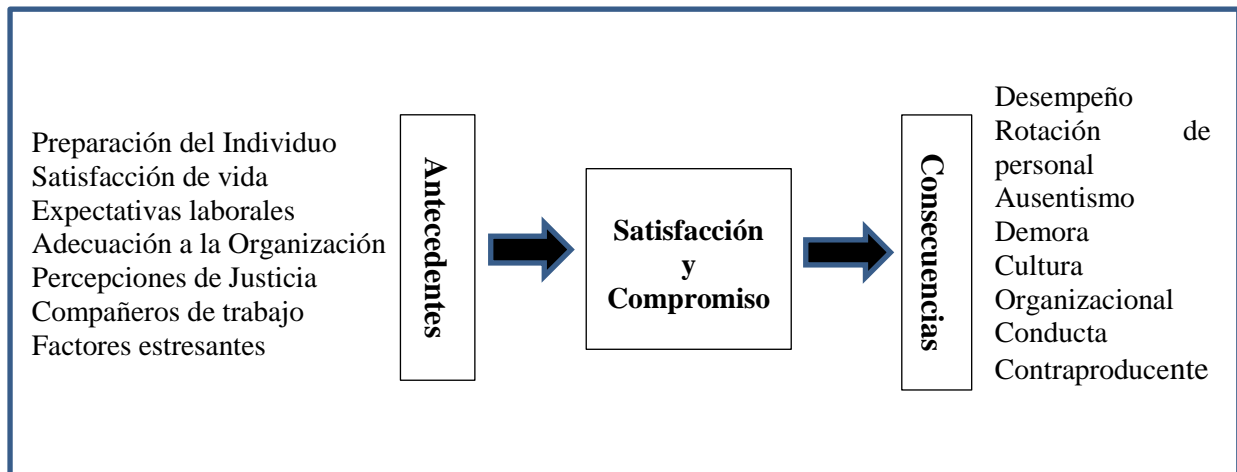 Preparación del Individuo
Satisfacción de vida
Expectativas laborales
Adecuación a la Organización
Percepciones de Justicia
Compañeros de trabajo
Factores estresantes
Antecedentes
Satisfacción
y
Compromiso
Consecuencias
Desempeño
Rotación de
personal
Ausentismo
Demora
Cultura
Organizacional
Conducta
Contraproducente